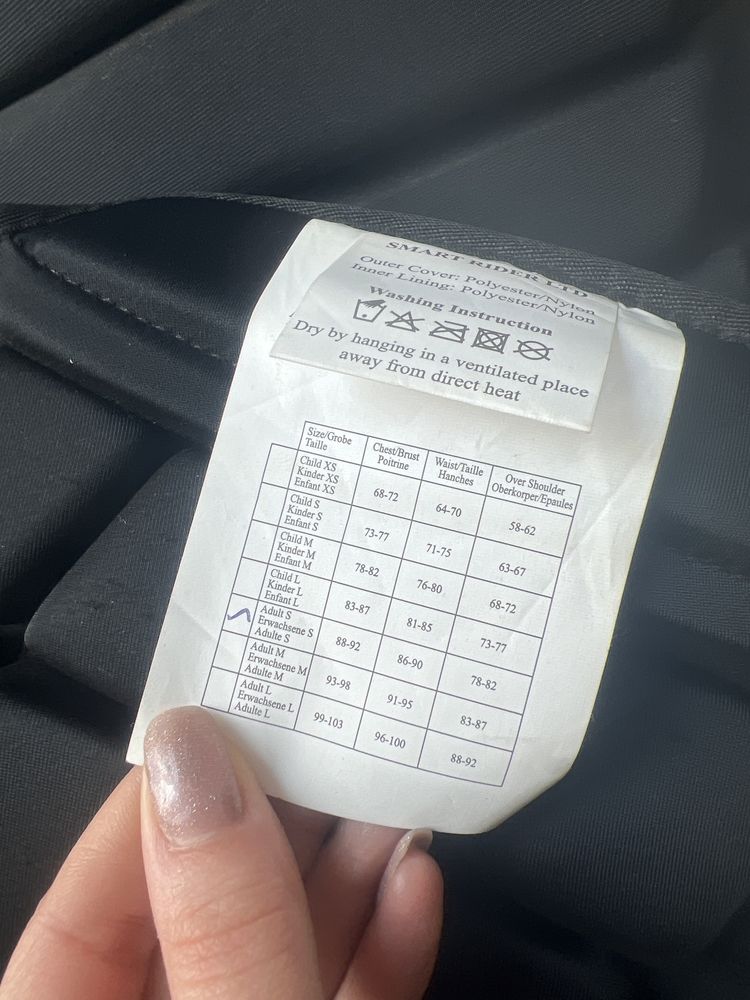 SMART RIDER LTD
Outer Cover: Polyester/Nylon
Inner Lining: Polyester/Nylon
Washing Instruction
Dry by hanging in a ventilated place
away from direct heat
Size/Grobe
Taille
Chest/Brust
Poitrine
Waist/Taille
Hanches
Over Shoulder
Oberkorper/Epaules
Child XS
Kinder XS
Enfant XS
68-72
64-70
58-62
Child S
Kinder S
Enfant S
73-77
71-75
63-67
Child M
Kinder M
Enfant M
78-82
76-80
68-72
Child L
Kinder L
Enfant L
83-87
81-85
73-77
Adult S
Erwachsene S
Adulte S
88-92
86-90
78-82
Adult M
Erwachsene M
Adulte M
93-98
91-95
83-87
Adult L
Erwachsene L
Adulte L
99-103
96-100
88-92